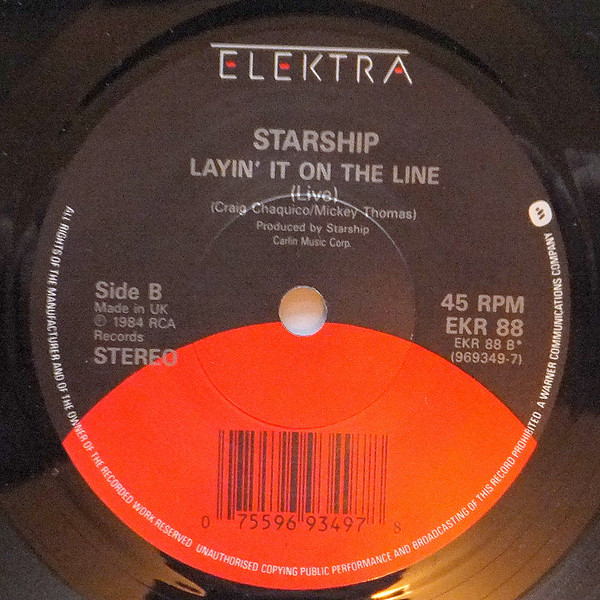 ELEKTRA
STARSHIP
LAYIN' IT ON THE LINE
(Live)
(Craig Chaquico/Mickey Thomas)
Produced by Starship
Carlin Music Corp.
Side B
Made in UK
℗ 1984 RCA
Records
STEREO
45 RPM
EKR 88
EKR 88 B*
(969349-7)
0 75596 93497 8
ALL RIGHTS OF THE MANUFACTURER AND OF THE OWNER OF THE RECORDED WORK RESERVED UNAUTHORISED COPYING PUBLIC PERFORMANCE AND BROADCASTING OF THIS RECORD PROHIBITED A WARNER COMMUNICATIONS COMPANY